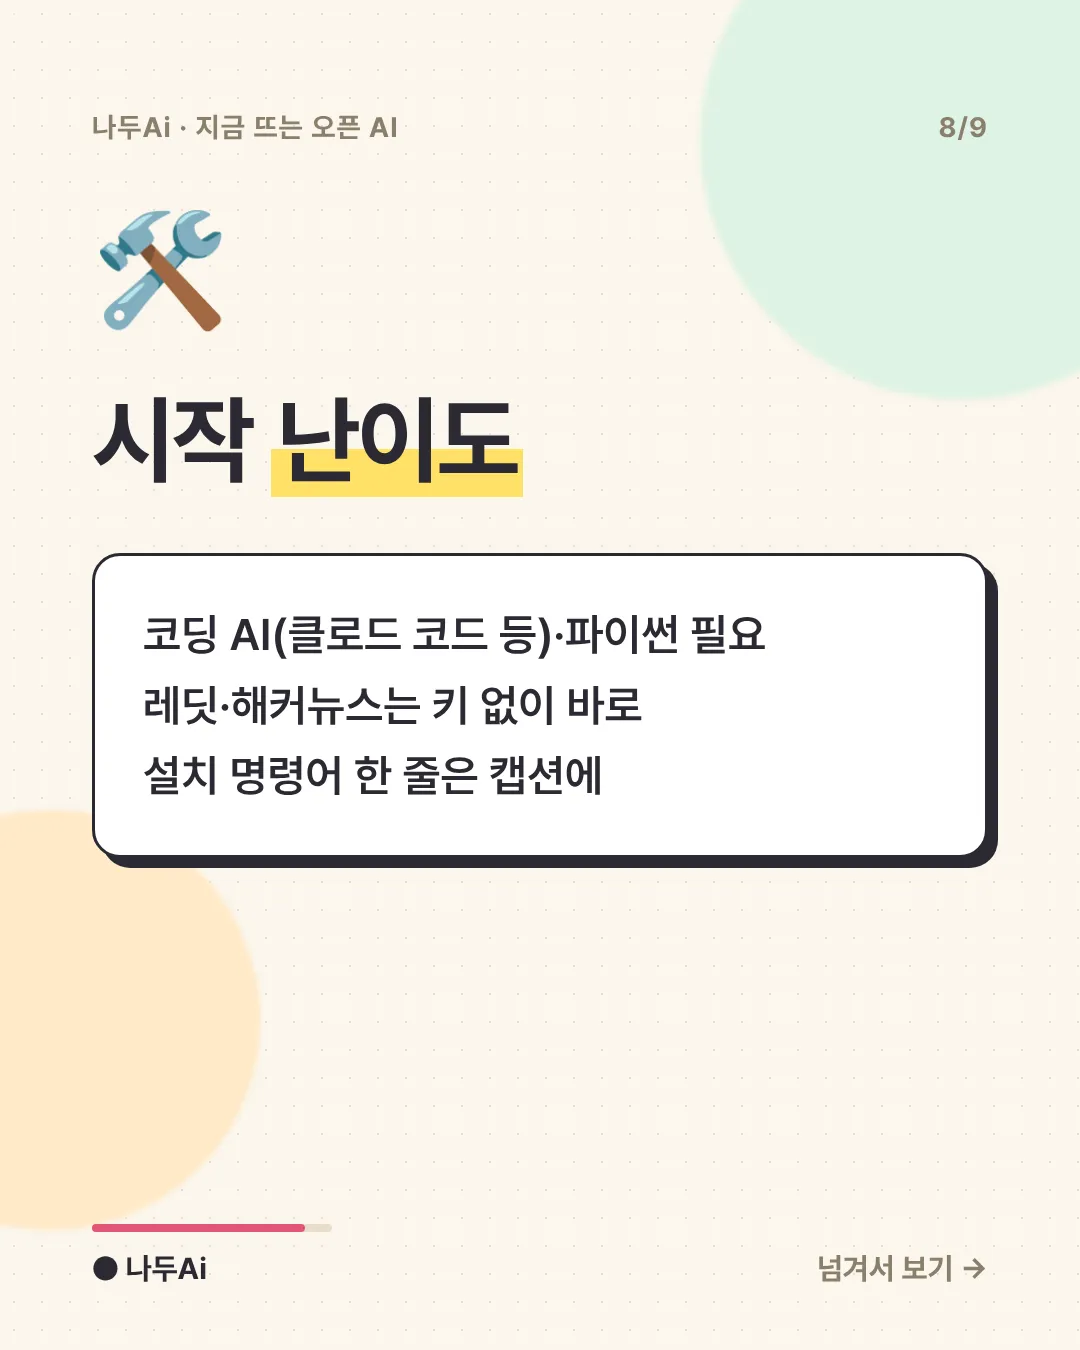 나두Ai · 지금 뜨는 오픈 AI
8/9
시작 난이도
코딩 AI(클로드 코드 등)·파이썬 필요
레딧·해커뉴스는 키 없이 바로
설치 명령어 한 줄은 캡션에
나두Ai
넘겨서 보기 →